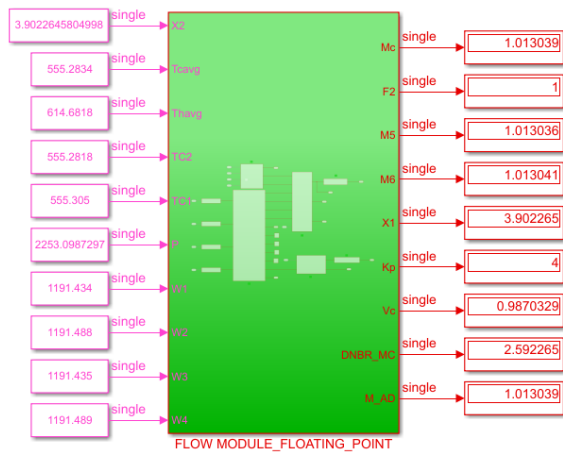 3.9022645804998 single X2
555.2834 single Tcavg
614.6818 single Thavg
555.2818 single TC2
555.305 single TC1
2253.0987297 single P
1191.434 single W1
1191.488 single W2
1191.435 single W3
1191.489 single W4
Mc single 1.013039
F2 single 1
M5 single 1.013036
M6 single 1.013041
X1 single 3.902265
Kp single 4
Vc single 0.9870329
DNBR_MC single 2.592265
M_AD single 1.013039
FLOW MODULE_FLOATING_POINT